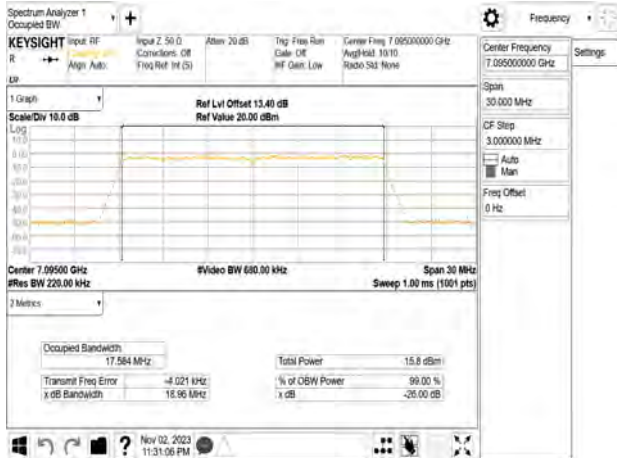 Spectrum Analyzer 1
Occupied BW
+
Frequency
KEYSIGHT
R
Input: RF
Align: Auto
Input Z: 50 Ω
Corrections: Off
Freq Ref: Int (S)
Atten: 20 dB
Trig: Free Run
Gate: Off
#IF Gain: Low
Center Freq: 7.095000000 GHz
Avg|Hold: 10/10
Radio Std: None
Center Frequency
7.095000000 GHz
Settings
Span
30.000 MHz
CF Step
3.000000 MHz
Auto
Man
Freq Offset
0 Hz
1 Graph
Scale/Div 10.0 dB
Ref Lvl Offset 13.40 dB
Ref Value 20.00 dBm
Log
10.0
0.00
Center 7.09500 GHz
#Res BW 220.00 kHz
#Video BW 680.00 kHz
Span 30 MHz
Sweep 1.00 ms (1001 pts)
2 Metrics
Occupied Bandwidth
17.584 MHz
Total Power 15.8 dBm
Transmit Freq Error -4.021 kHz
% of OBW Power 99.00 %
x dB Bandwidth 18.96 MHz
x dB -26.00 dB
?
Nov 02, 2023
11:31:06 PM